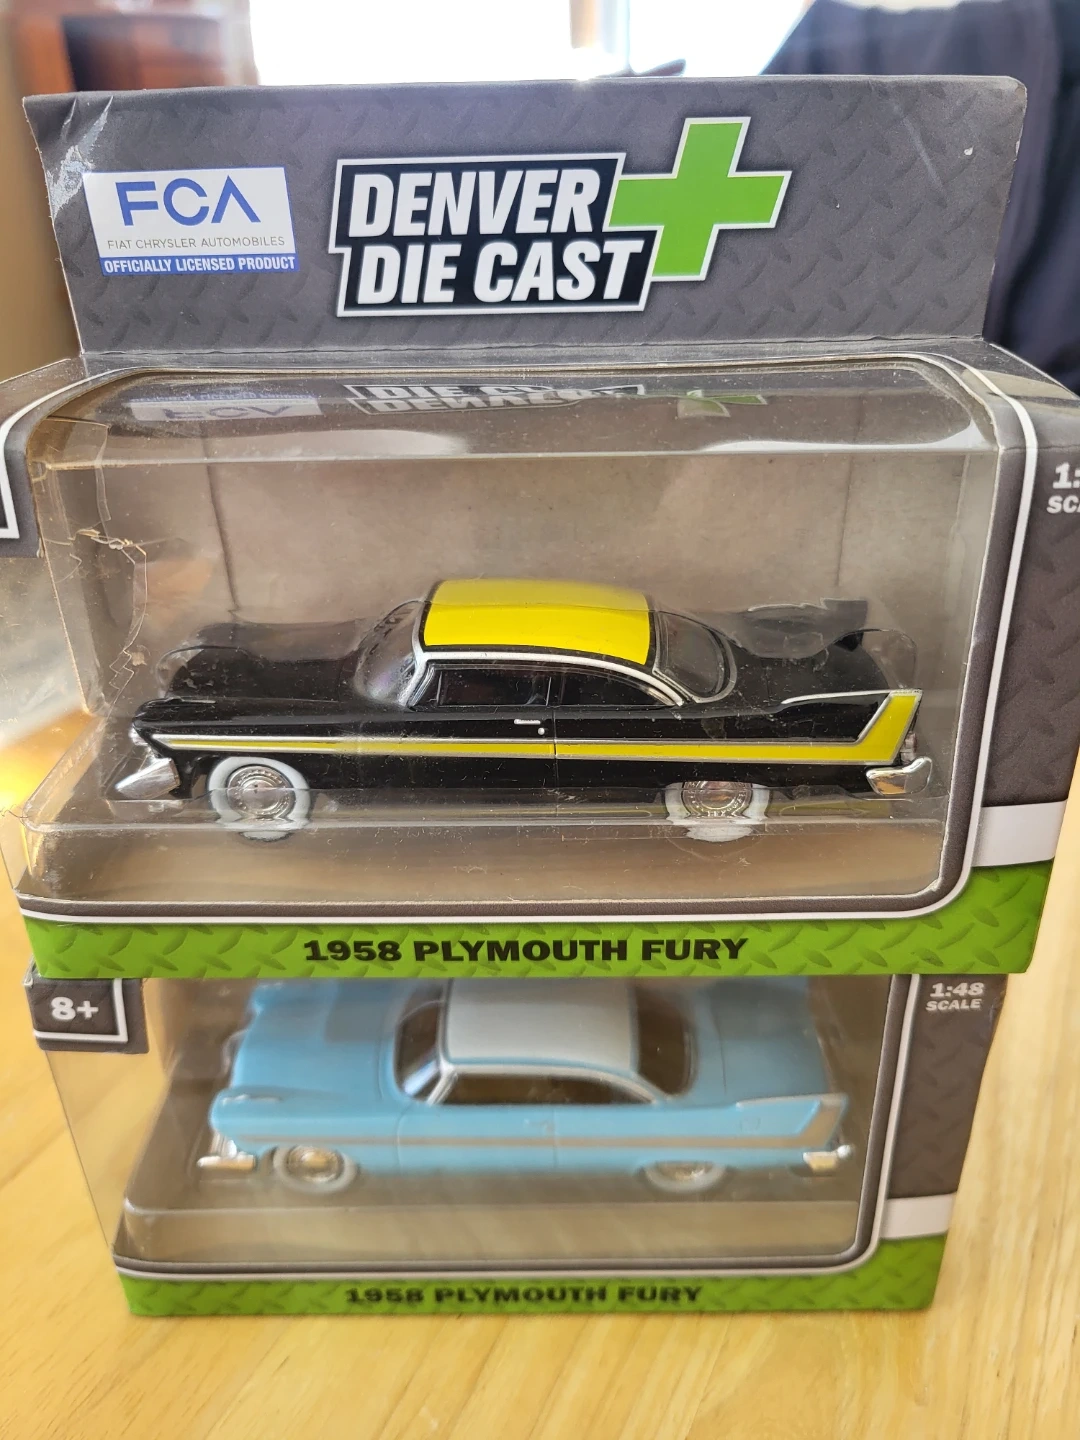 FCA
FIAT CHRYSLER AUTOMOBILES
OFFICIALLY LICENSED PRODUCT
DENVER
DIE CAST
1958 PLYMOUTH FURY
8+
1:48
SCALE
1958 PLYMOUTH FURY